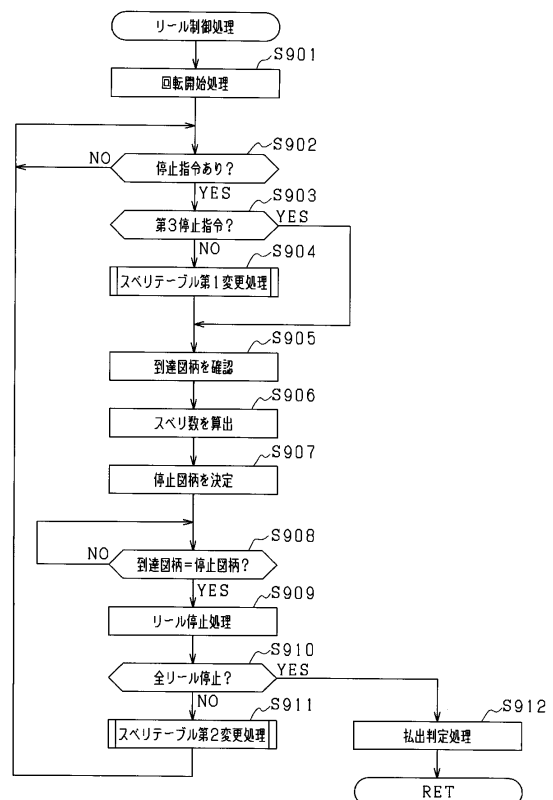 リール制御処理
S901
回転開始処理
S902
停止指令あり?
NO
YES
S903
第3停止指令?
YES
NO
S904
スベリテーブル第1変更処理
S905
到達図柄を確認
S906
スベリ数を算出
S907
停止図柄を決定
S908
到達図柄=停止図柄?
NO
YES
S909
リール停止処理
S910
全リール停止?
YES
NO
S911
スベリテーブル第2変更処理
S912
払出判定処理
RET